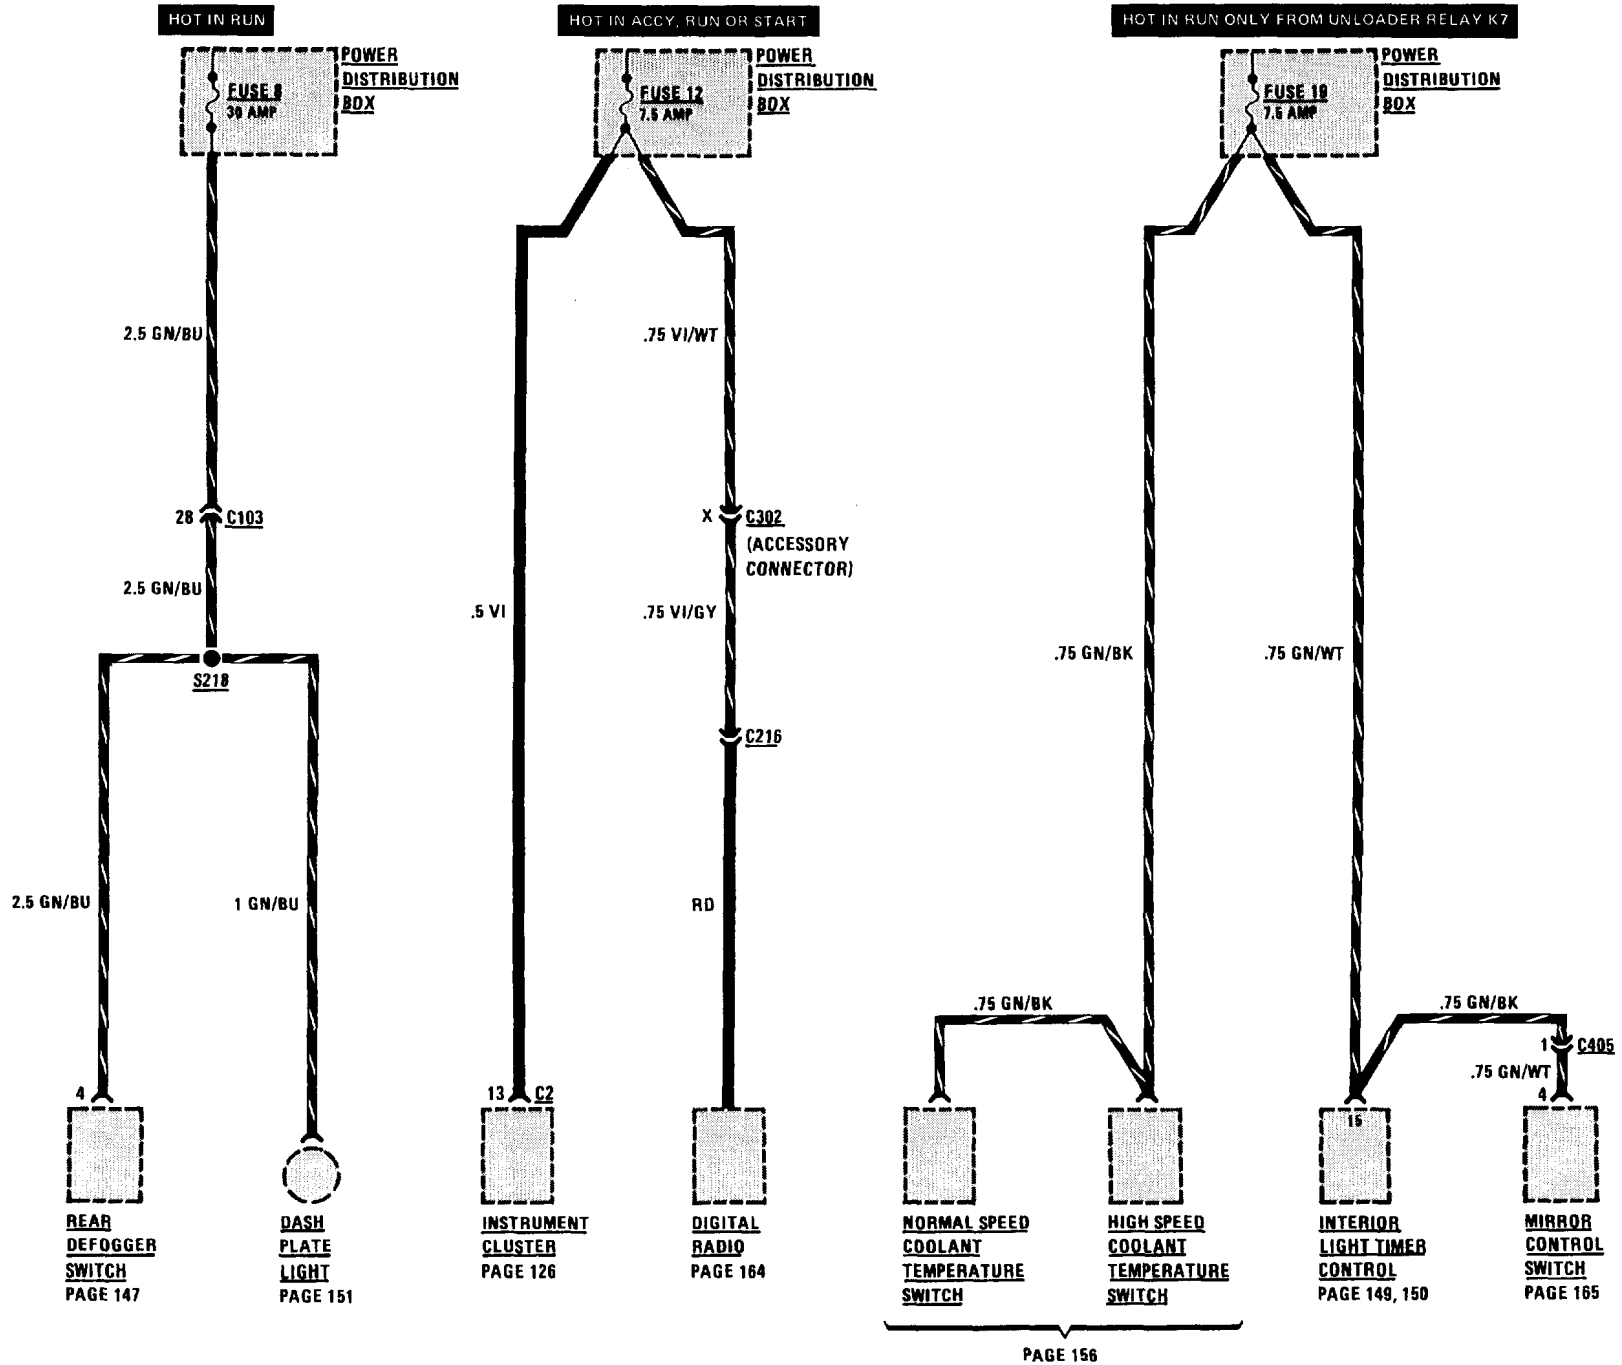 HOT IN RUN
HOT IN ACCY, RUN OR START
HOT IN RUN ONLY FROM UNLOADER RELAY K7
FUSE 8
30 AMP
POWER
DISTRIBUTION
BOX
FUSE 12
7.5 AMP
POWER
DISTRIBUTION
BOX
FUSE 19
7.5 AMP
POWER
DISTRIBUTION
BOX
2.5 GN/BU
.75 VI/WT
28
C103
X
C302
(ACCESSORY
CONNECTOR)
2.5 GN/BU
.5 VI
.75 VI/GY
.75 GN/BK
.75 GN/WT
S218
C216
2.5 GN/BU
1 GN/BU
RD
.75 GN/BK
.75 GN/BK
1
C405
.75 GN/WT
4
13
C2
4
15
REAR
DEFOGGER
SWITCH
PAGE 147
DASH
PLATE
LIGHT
PAGE 151
INSTRUMENT
CLUSTER
PAGE 126
DIGITAL
RADIO
PAGE 164
NORMAL SPEED
COOLANT
TEMPERATURE
SWITCH
HIGH SPEED
COOLANT
TEMPERATURE
SWITCH
INTERIOR
LIGHT TIMER
CONTROL
PAGE 149, 150
MIRROR
CONTROL
SWITCH
PAGE 165
PAGE 156